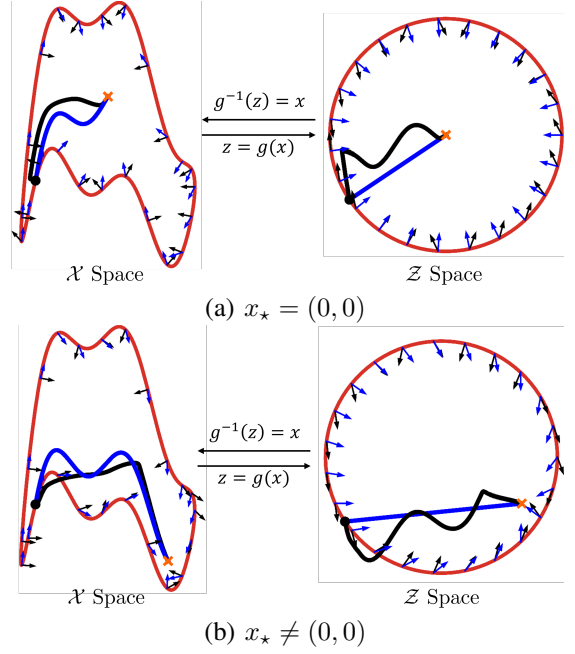 g⁻¹(z) = x
z = g(x)
𝒳 Space
𝒵 Space
(a) x⋆ = (0, 0)
g⁻¹(z) = x
z = g(x)
𝒳 Space
𝒵 Space
(b) x⋆ ≠ (0, 0)